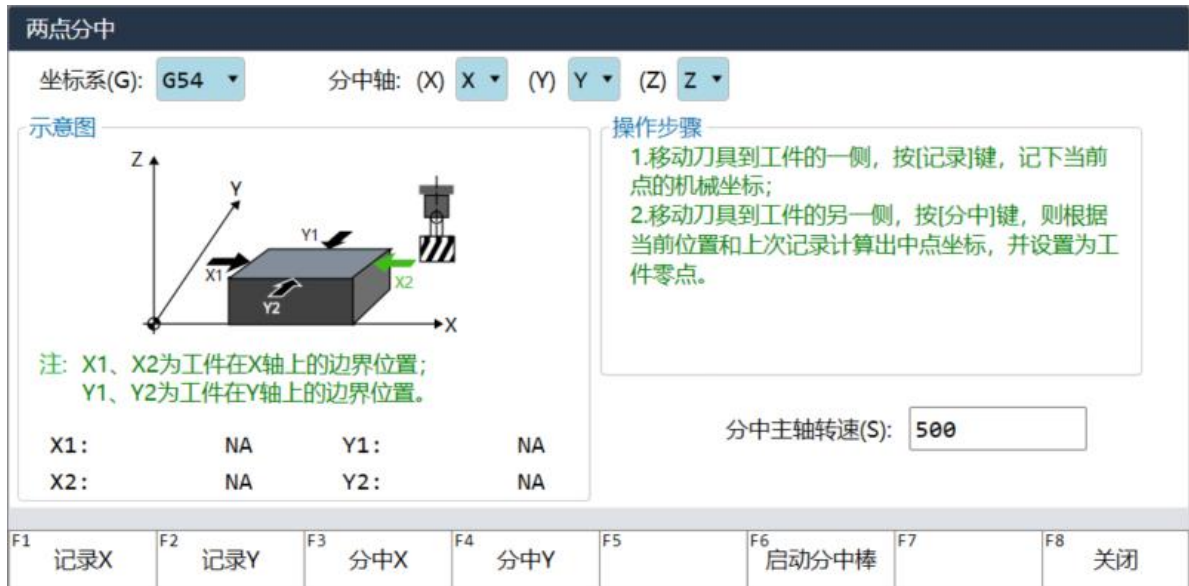 两点分中
坐标系(G): G54 分中轴: (X) X (Y) Y (Z) Z
示意图
Z
Y
Y1
X1
X2
Y2
X
注: X1、X2为工件在X轴上的边界位置；
Y1、Y2为工件在Y轴上的边界位置。
X1: NA Y1: NA
X2: NA Y2: NA
操作步骤
1.移动刀具到工件的一侧，按[记录]键，记下当前
点的机械坐标；
2.移动刀具到工件的另一侧，按[分中]键，则根据
当前位置和上次记录计算出中点坐标，并设置为工
件零点。
分中主轴转速(S): 500
F1 记录X F2 记录Y F3 分中X F4 分中Y F5 F6 启动分中棒 F7 F8 关闭